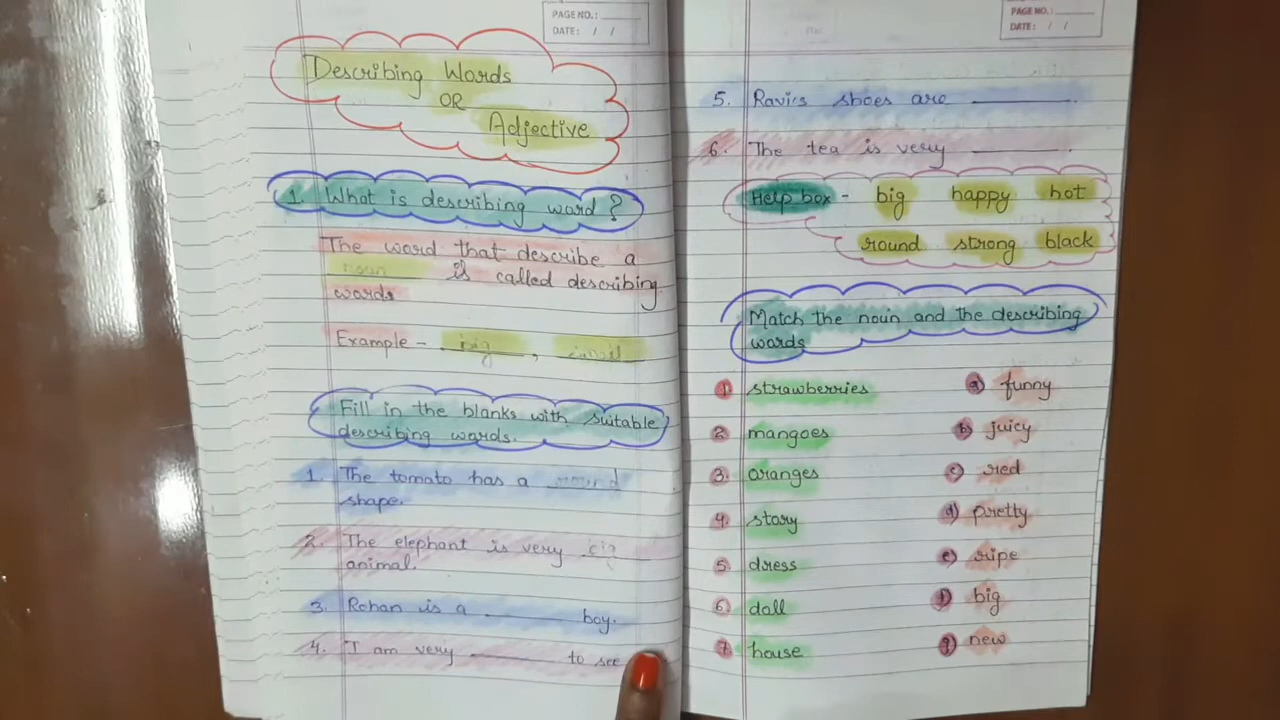 PAGE NO.:
DATE: / /
Describing Words
OR
Adjective
1. What is describing word?
The word that describe a
noun is called describing
words
Example - big,
Fill in the blanks with suitable
describing words.
1. The tomato has a round
shape.
2. The elephant is very
animal.
3. Rohan is a ______ boy.
4. I am very ______ to see
PAGE NO.:
DATE: / /
5. Ravi's shoes are ______.
6. The tea is very ______.
Help box - big happy hot
round strong black
Match the noun and the describing
words
1. strawberries a) funny
2. mangoes b) juicy
3. oranges c) red
4. story d) pretty
5. dress e) ripe
6. doll f) big
7. house g) new